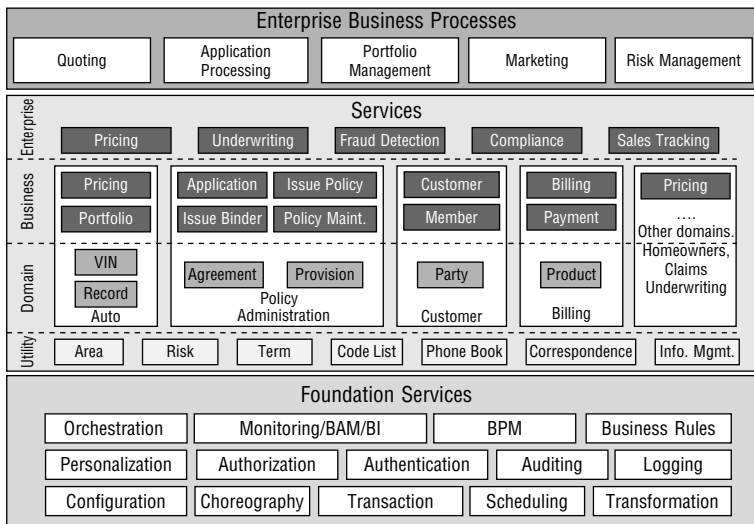 Enterprise Business Processes
Quoting
Application
Processing
Portfolio
Management
Marketing
Risk Management
Services
Enterprise
Pricing
Underwriting
Fraud Detection
Compliance
Sales Tracking
Business
Pricing
Portfolio
Application
Issue Policy
Issue Binder
Policy Maint.
Customer
Member
Billing
Payment
Pricing
....
Other domains.
Homeowners,
Claims
Underwriting
Domain
VIN
Record
Auto
Agreement
Provision
Policy
Administration
Party
Customer
Product
Billing
Utility
Area
Risk
Term
Code List
Phone Book
Correspondence
Info. Mgmt.
Foundation Services
Orchestration
Monitoring/BAM/BI
BPM
Business Rules
Personalization
Authorization
Authentication
Auditing
Logging
Configuration
Choreography
Transaction
Scheduling
Transformation